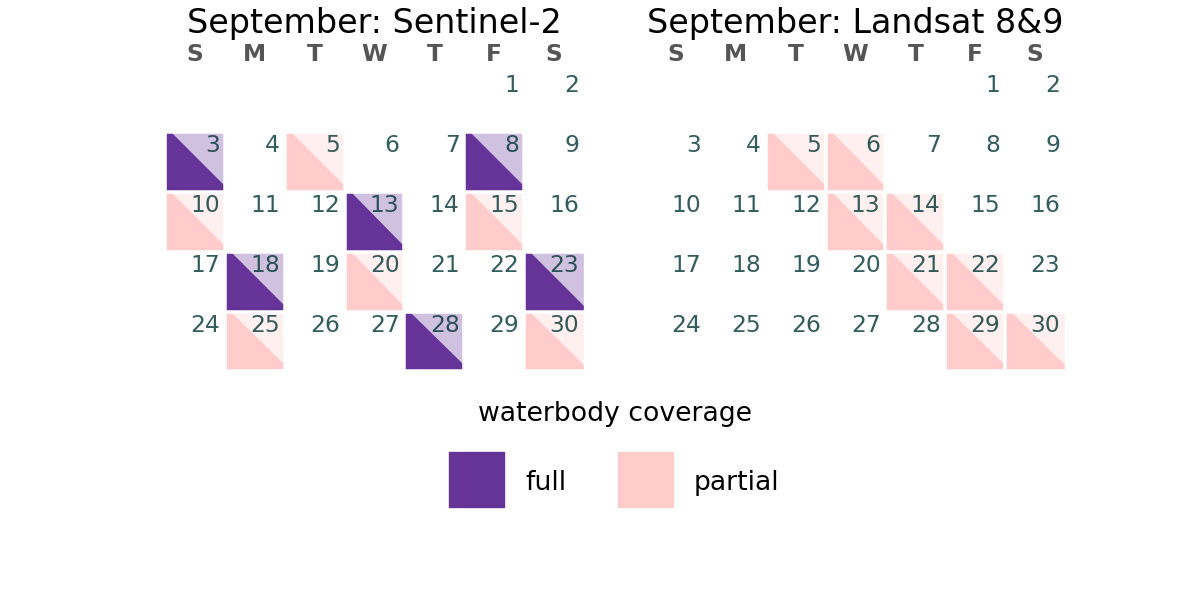 September: Sentinel-2
S M T W T F S
1 2
3 4 5 6 7 8 9
10 11 12 13 14 15 16
17 18 19 20 21 22 23
24 25 26 27 28 29 30
September: Landsat 8&9
S M T W T F S
1 2
3 4 5 6 7 8 9
10 11 12 13 14 15 16
17 18 19 20 21 22 23
24 25 26 27 28 29 30
waterbody coverage
full partial